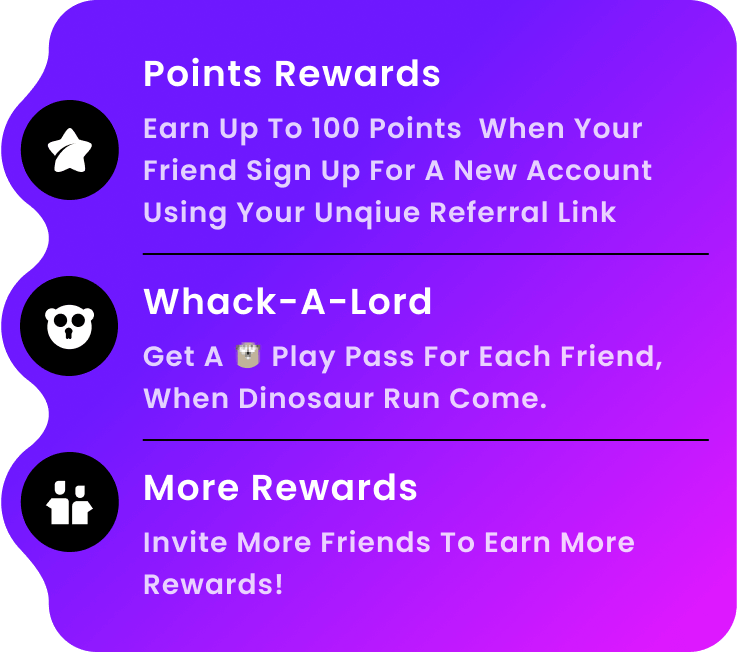 Points Rewards
Earn Up To 100 Points  When Your
Friend Sign Up For A New Account
Using Your Unqiue Referral Link
Whack-A-Lord
Get A Play Pass For Each Friend,
When Dinosaur Run Come.
More Rewards
Invite More Friends To Earn More
Rewards!